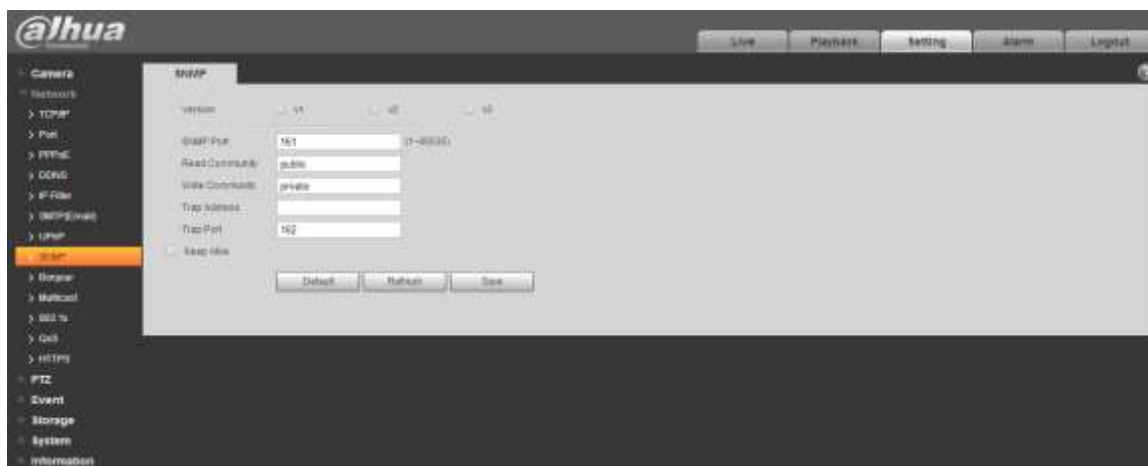 alhua
Live Playback Setting Alarm Logout
Camera
Network
TCP/IP
Port
PPPoE
DDNS
IP Filter
SMTP(Email)
UPnP
SNMP
Bonjour
Multicast
802.1x
QoS
HTTPS
PTZ
Event
Storage
System
Information
SNMP
Version v1 v2 v3
SNMP Port 161 (1~65535)
Read Community public
Write Community private
Trap Address
Trap Port 162
Keep Alive
Default Refresh Save